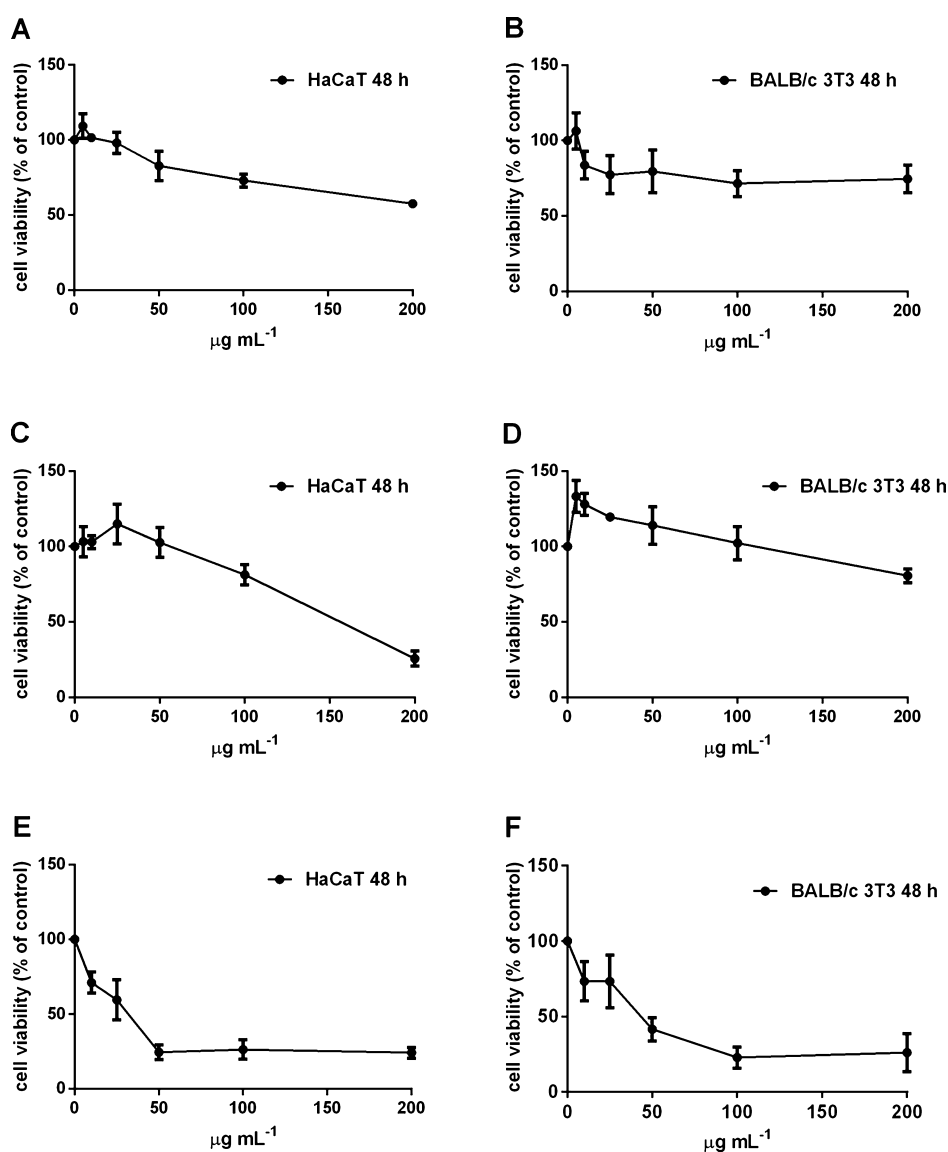 A
cell viability (% of control)
150
100
50
0
HaCaT 48 h
0 50 100 150 200
µg mL-1
B
cell viability (% of control)
150
100
50
0
BALB/c 3T3 48 h
0 50 100 150 200
µg mL-1
C
cell viability (% of control)
150
100
50
0
HaCaT 48 h
0 50 100 150 200
µg mL-1
D
cell viability (% of control)
150
100
50
0
BALB/c 3T3 48 h
0 50 100 150 200
µg mL-1
E
cell viability (% of control)
150
100
50
0
HaCaT 48 h
0 50 100 150 200
µg mL-1
F
cell viability (% of control)
150
100
50
0
BALB/c 3T3 48 h
0 50 100 150 200
µg mL-1